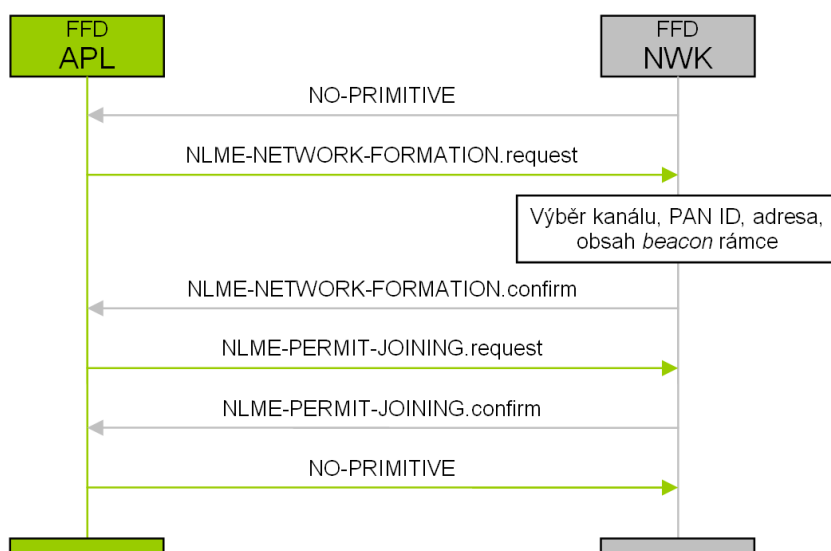 FFD
APL
FFD
NWK
NO-PRIMITIVE
NLME-NETWORK-FORMATION.request
Výběr kanálu, PAN ID, adresa,
obsah beacon rámce
NLME-NETWORK-FORMATION.confirm
NLME-PERMIT-JOINING.request
NLME-PERMIT-JOINING.confirm
NO-PRIMITIVE